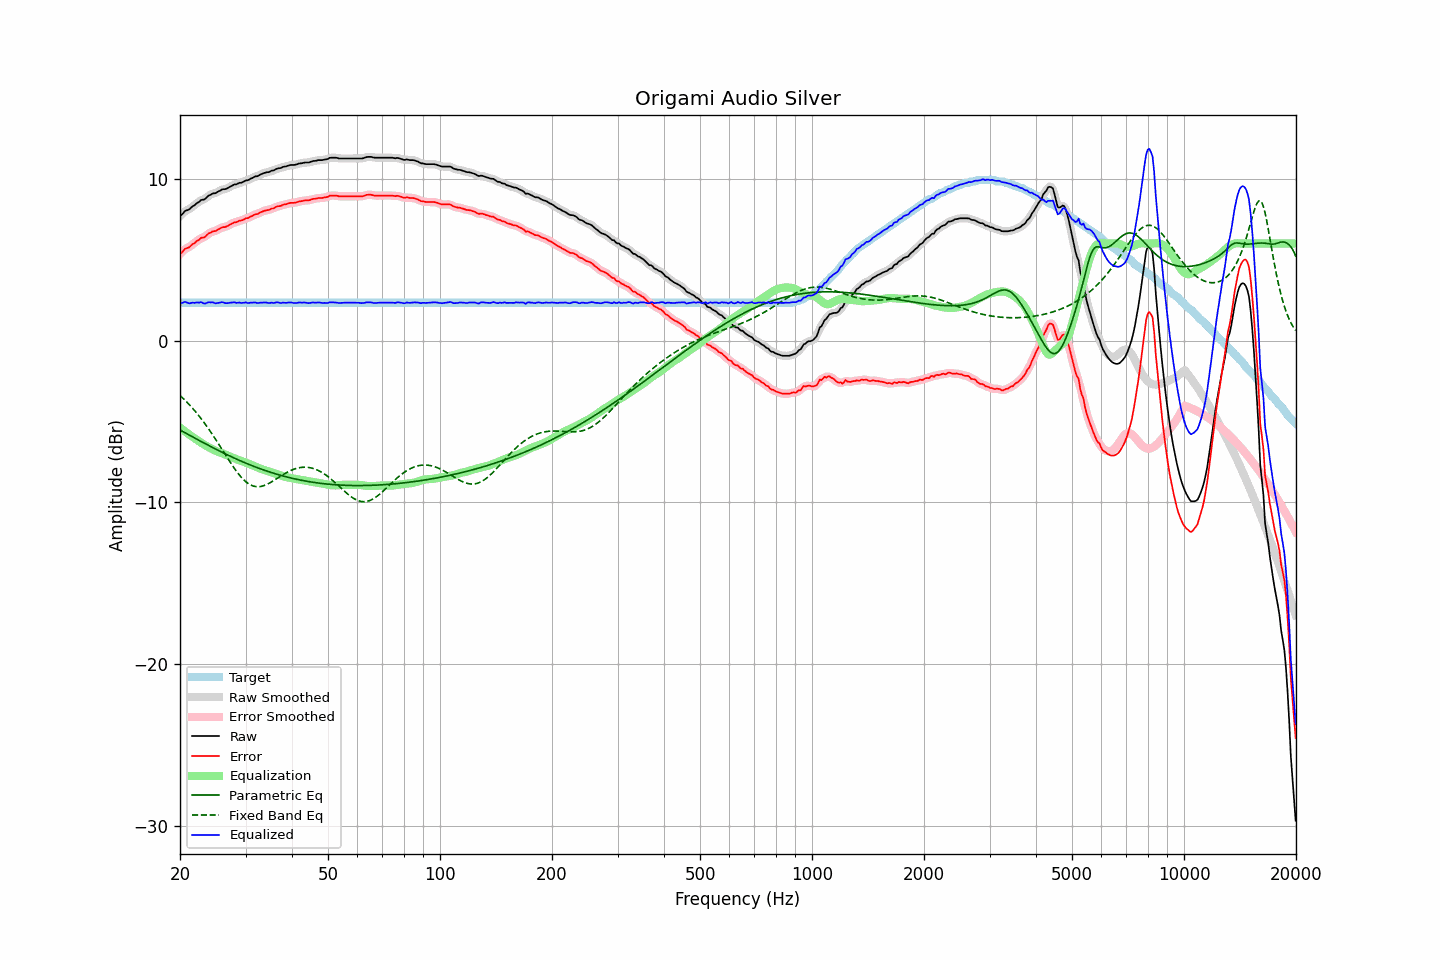 Origami Audio Silver
Amplitude (dBr)
10
0
−10
−20
−30
Target
Raw Smoothed
Error Smoothed
Raw
Error
Equalization
Parametric Eq
Fixed Band Eq
Equalized
20 50 100 200 500 1000 2000 5000 10000 20000
Frequency (Hz)